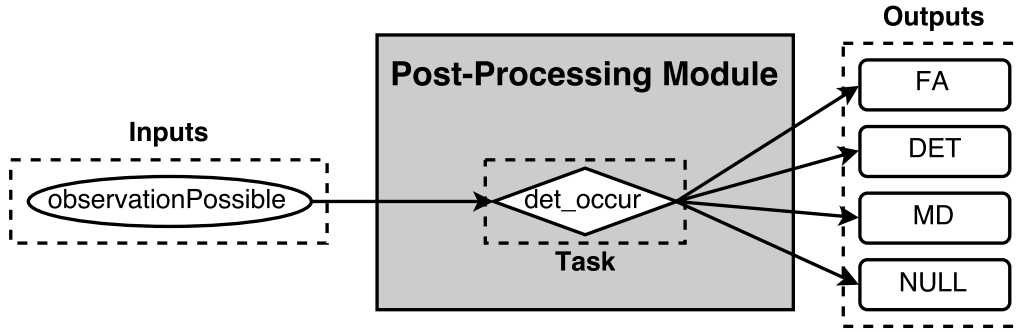 Outputs
Post-Processing Module
FA
Inputs
DET
observationPossible
det_occur
MD
Task
NULL